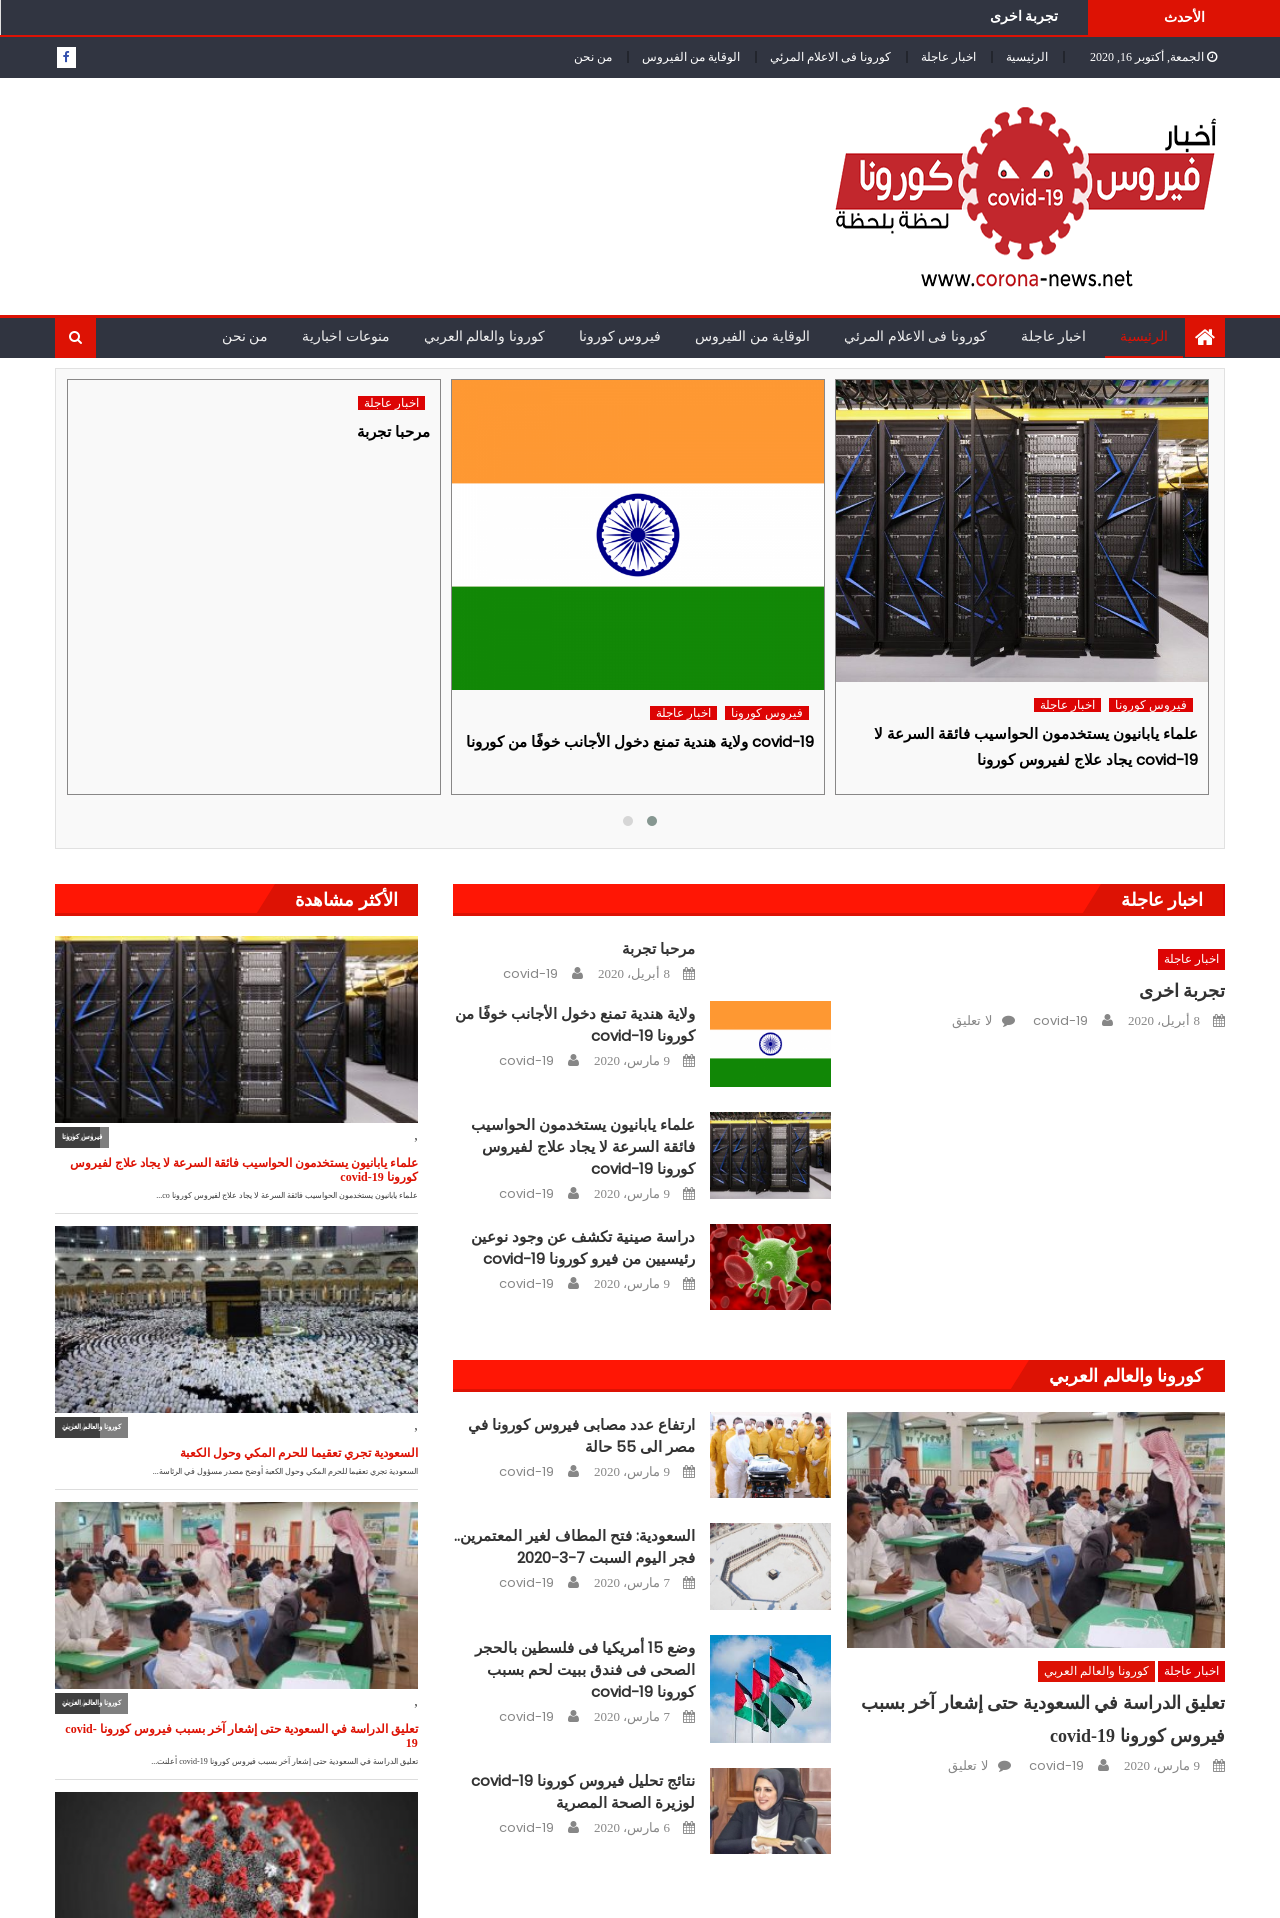 الأحدث
تجربة اخرى
الجمعة, أكتوبر 16, 2020
الرئيسية
اخبار عاجلة
كورونا فى الاعلام المرئي
الوقاية من الفيروس
من نحن
أخبار
فيروس كورونا
covid-19
لحظة بلحظة
www.corona-news.net
الرئيسية
اخبار عاجلة
كورونا فى الاعلام المرئي
الوقاية من الفيروس
فيروس كورونا
كورونا والعالم العربي
منوعات اخبارية
من نحن
فيروس كورونا اخبار عاجلة
علماء يابانيون يستخدمون الحواسيب فائقة السرعة لا
يجاد علاج لفيروس كورونا covid-19
فيروس كورونا اخبار عاجلة
ولاية هندية تمنع دخول الأجانب خوفًا من كورونا covid-19
اخبار عاجلة
مرحبا تجربة
اخبار عاجلة
اخبار عاجلة
تجربة اخرى
8 أبريل، 2020 covid-19 لا تعليق
مرحبا تجربة
8 أبريل، 2020 covid-19
ولاية هندية تمنع دخول الأجانب خوفًا من
كورونا covid-19
9 مارس، 2020 covid-19
علماء يابانيون يستخدمون الحواسيب
فائقة السرعة لا يجاد علاج لفيروس
كورونا covid-19
9 مارس، 2020 covid-19
دراسة صينية تكشف عن وجود نوعين
رئيسيين من فيرو كورونا covid-19
9 مارس، 2020 covid-19
كورونا والعالم العربي
اخبار عاجلة كورونا والعالم العربي
تعليق الدراسة في السعودية حتى إشعار آخر بسبب
فيروس كورونا covid-19
9 مارس، 2020 covid-19 لا تعليق
ارتفاع عدد مصابى فيروس كورونا في
مصر الى 55 حالة
9 مارس، 2020 covid-19
السعودية: فتح المطاف لغير المعتمرين..
فجر اليوم السبت 7-3-2020
7 مارس، 2020 covid-19
وضع 15 أمريكيا فى فلسطين بالحجر
الصحى فى فندق ببيت لحم بسبب
كورونا covid-19
7 مارس، 2020 covid-19
نتائج تحليل فيروس كورونا covid-19
لوزيرة الصحة المصرية
6 مارس، 2020 covid-19
الأكثر مشاهدة
,
فيروس كورونا
علماء يابانيون يستخدمون الحواسيب فائقة السرعة لا يجاد علاج لفيروس
كورونا covid-19
علماء يابانيون يستخدمون الحواسيب فائقة السرعة لا يجاد علاج لفيروس كورونا co...
,
كورونا والعالم العربي
السعودية تجري تعقيما للحرم المكي وحول الكعبة
السعودية تجري تعقيما للحرم المكي وحول الكعبة أوضح مصدر مسؤول في الرئاسة...
,
كورونا والعالم العربي
تعليق الدراسة في السعودية حتى إشعار آخر بسبب فيروس كورونا covid-
19
تعليق الدراسة في السعودية حتى إشعار آخر بسبب فيروس كورونا covid-19 أعلنت...